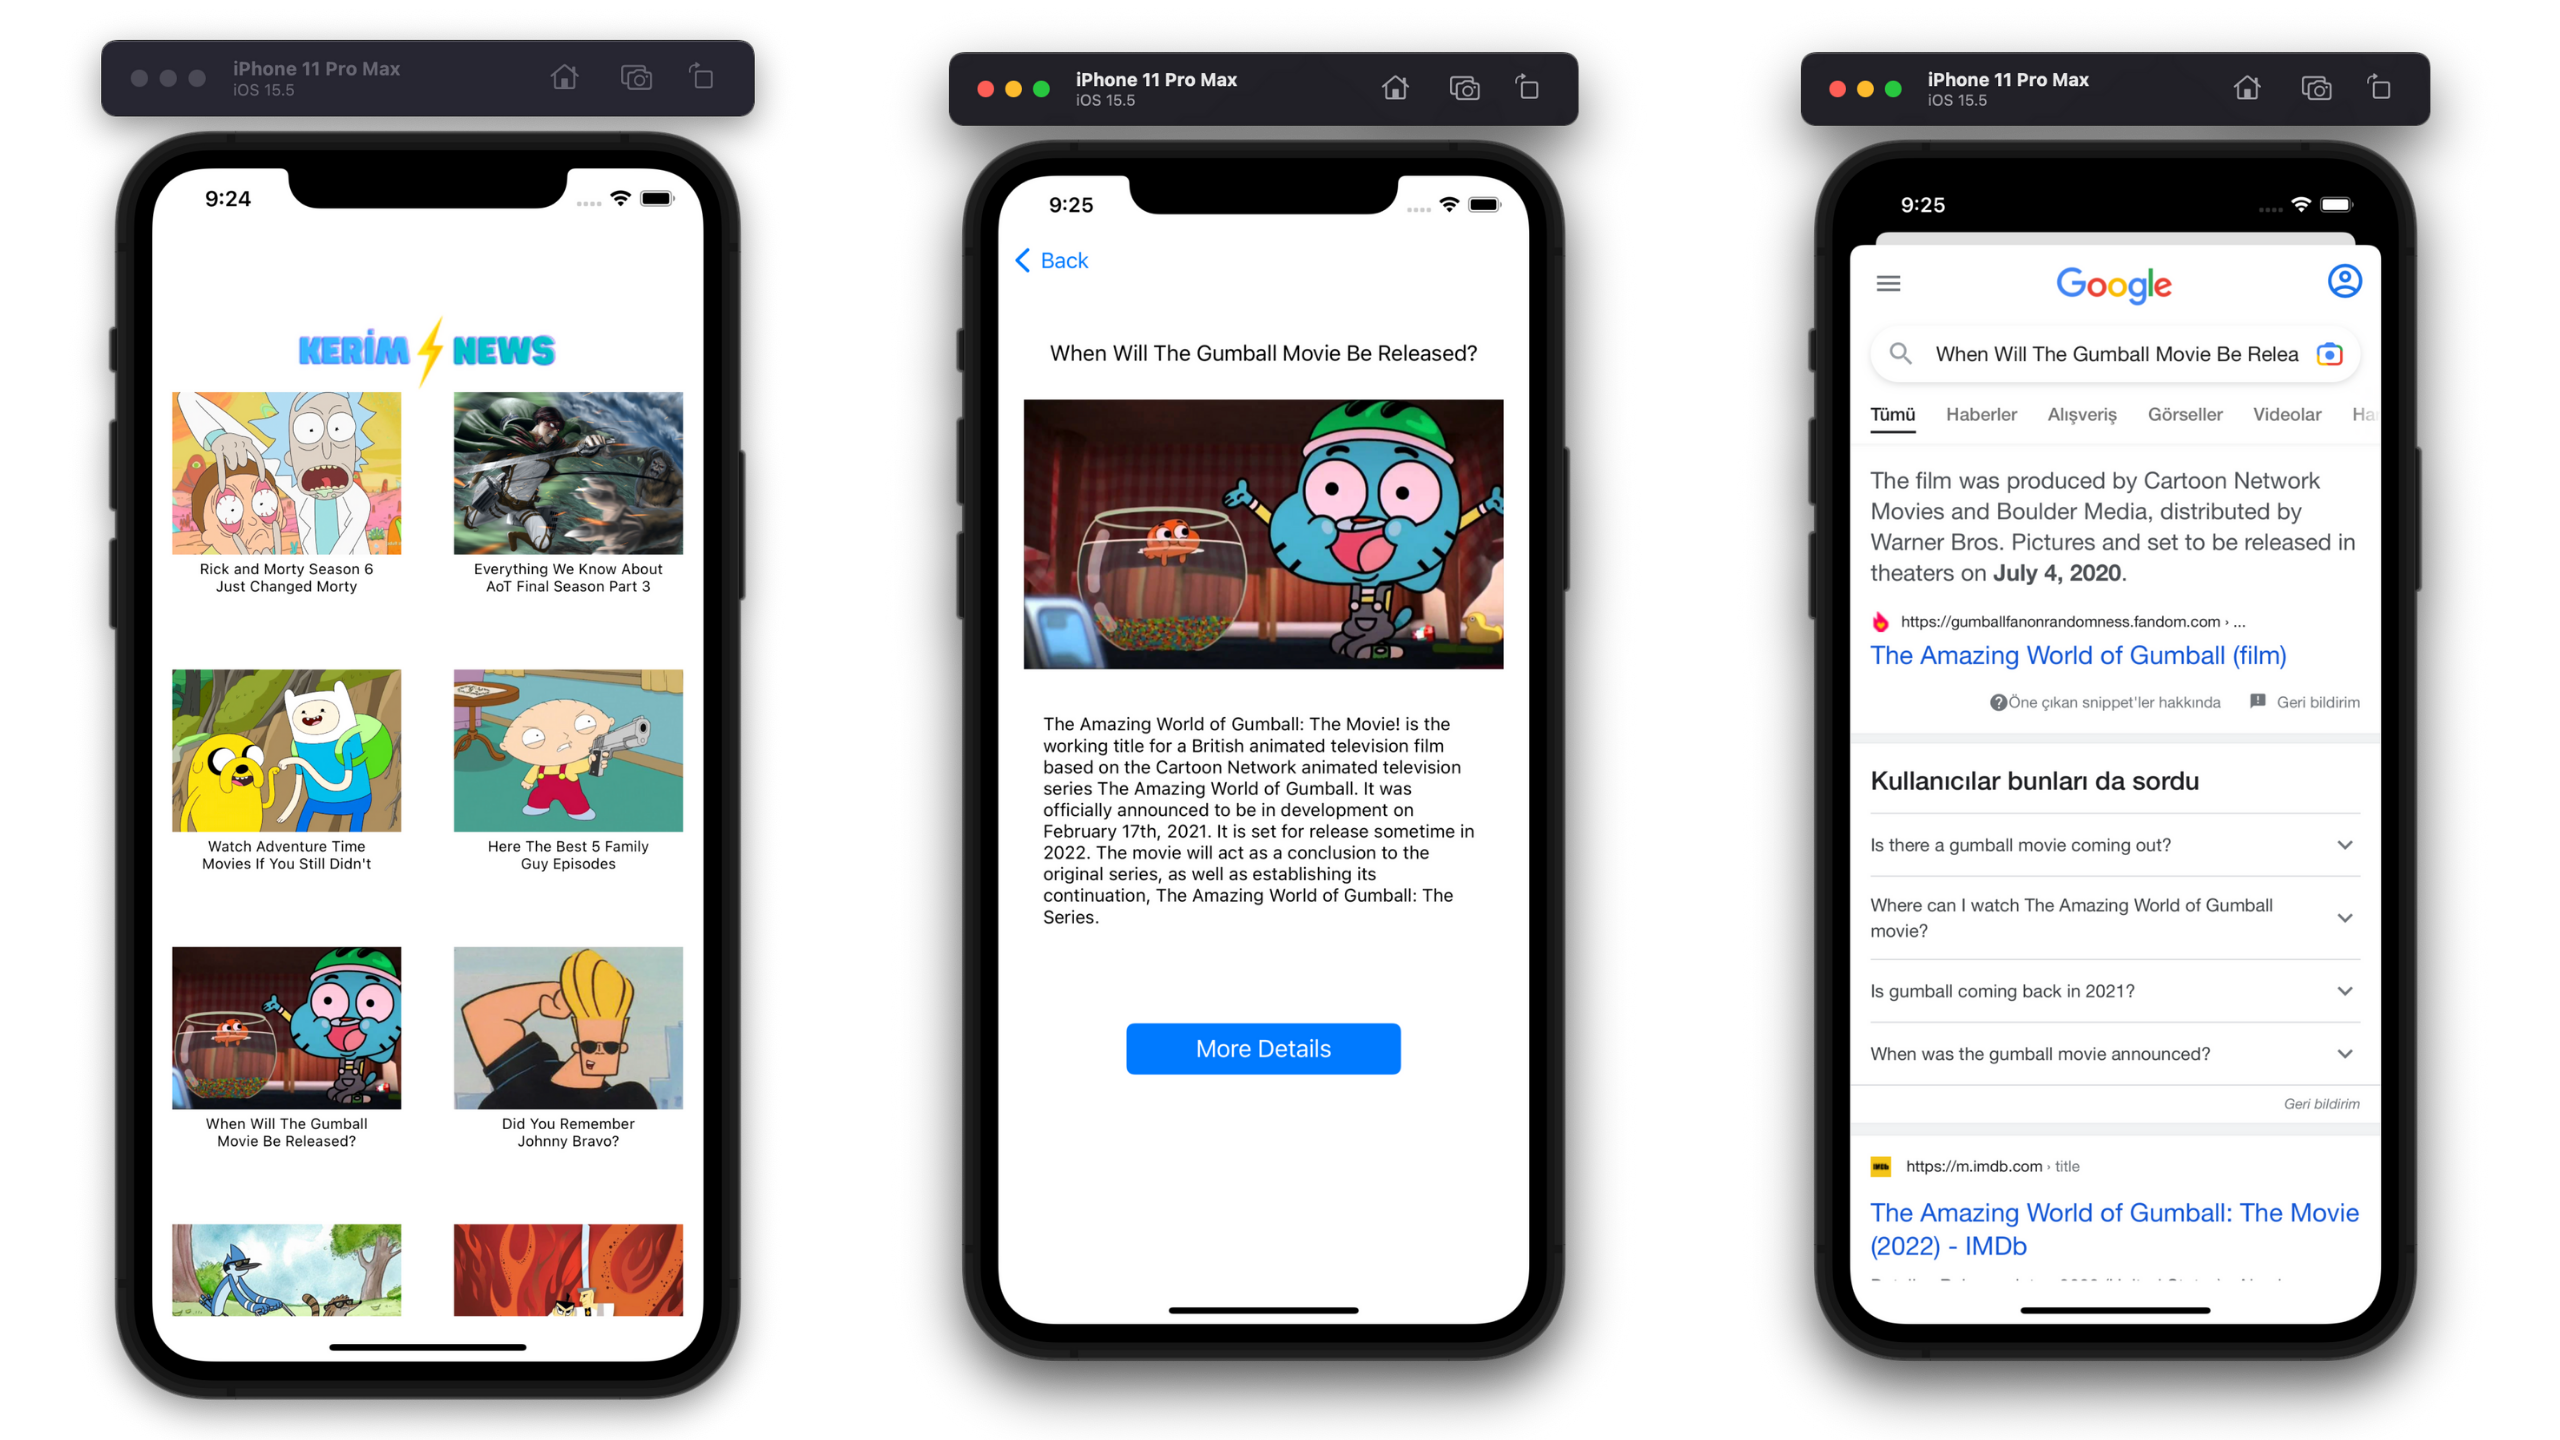 iPhone 11 Pro Max
iOS 15.5
9:24
KERİM NEWS
Rick and Morty Season 6
Just Changed Morty
Everything We Know About
AoT Final Season Part 3
Watch Adventure Time
Movies If You Still Didn't
Here The Best 5 Family
Guy Episodes
When Will The Gumball
Movie Be Released?
Did You Remember
Johnny Bravo?
iPhone 11 Pro Max
iOS 15.5
9:25
Back
When Will The Gumball Movie Be Released?
The Amazing World of Gumball: The Movie! is the
working title for a British animated television film
based on the Cartoon Network animated television
series The Amazing World of Gumball. It was
officially announced to be in development on
February 17th, 2021. It is set for release sometime in
2022. The movie will act as a conclusion to the
original series, as well as establishing its
continuation, The Amazing World of Gumball: The
Series.
More Details
iPhone 11 Pro Max
iOS 15.5
9:25
Google
When Will The Gumball Movie Be Relea
Tümü Haberler Alışveriş Görseller Videolar Ha
The film was produced by Cartoon Network
Movies and Boulder Media, distributed by
Warner Bros. Pictures and set to be released in
theaters on July 4, 2020.
https://gumballfanonrandomness.fandom.com › ...
The Amazing World of Gumball (film)
Öne çıkan snippet'ler hakkında Geri bildirim
Kullanıcılar bunları da sordu
Is there a gumball movie coming out?
Where can I watch The Amazing World of Gumball
movie?
Is gumball coming back in 2021?
When was the gumball movie announced?
Geri bildirim
IMDb https://m.imdb.com › title
The Amazing World of Gumball: The Movie
(2022) - IMDb